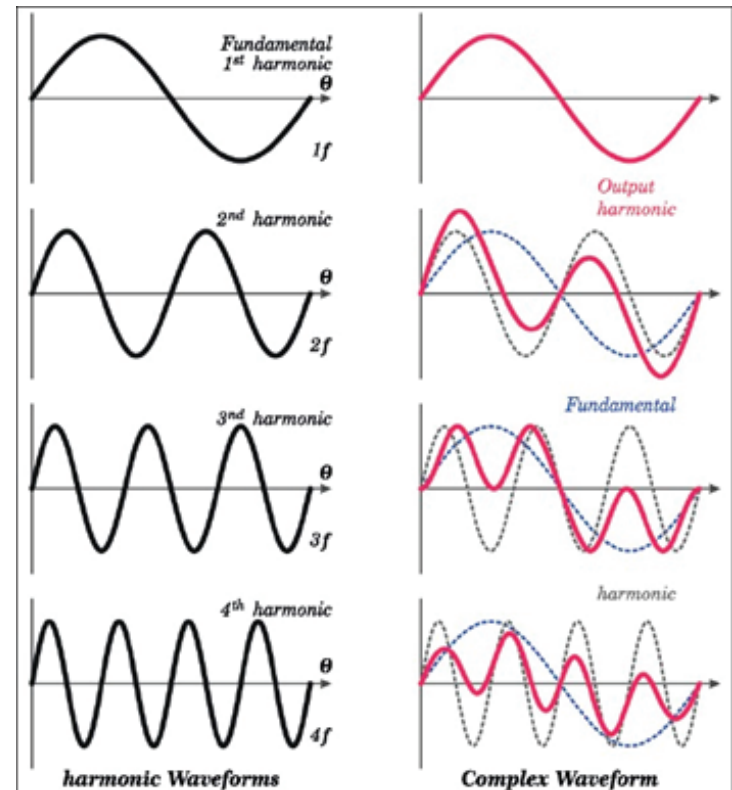 Fundamental
1st harmonic
θ
1f
Output
harmonic
2nd harmonic
θ
2f
3nd harmonic
θ
3f
Fundamental
4th harmonic
θ
4f
harmonic
harmonic Waveforms
Complex Waveform